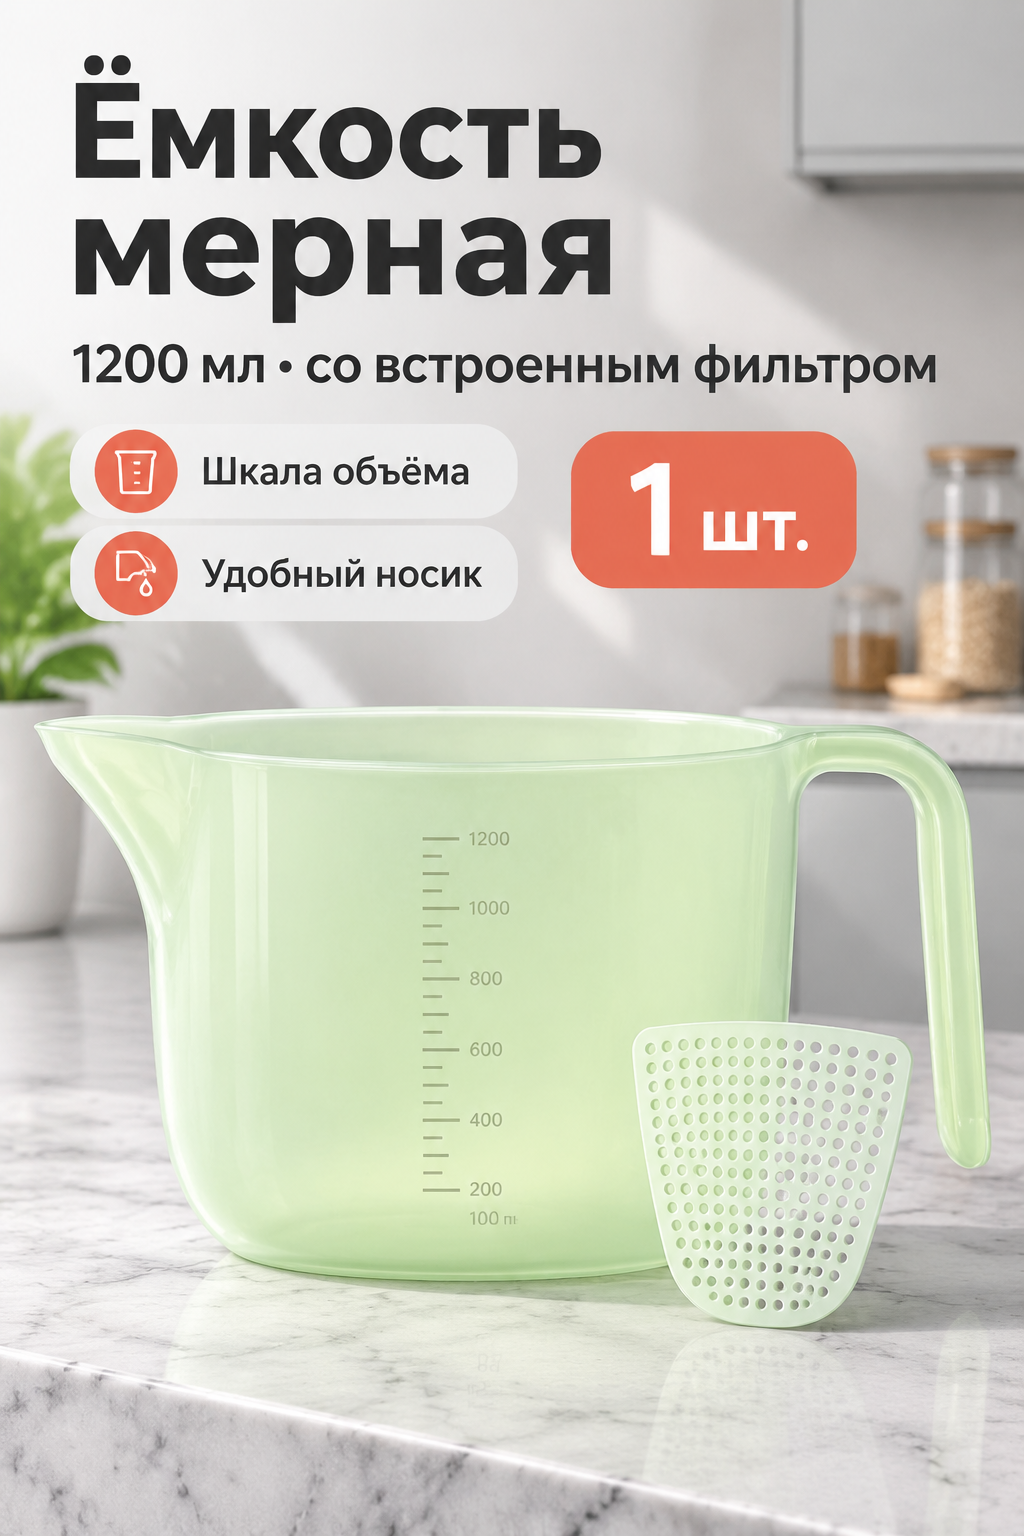 Ёмкость
мерная
1200 мл • со встроенным фильтром
Шкала объёма
Удобный носик
1 шт.
1200
1000
800
600
400
200
100